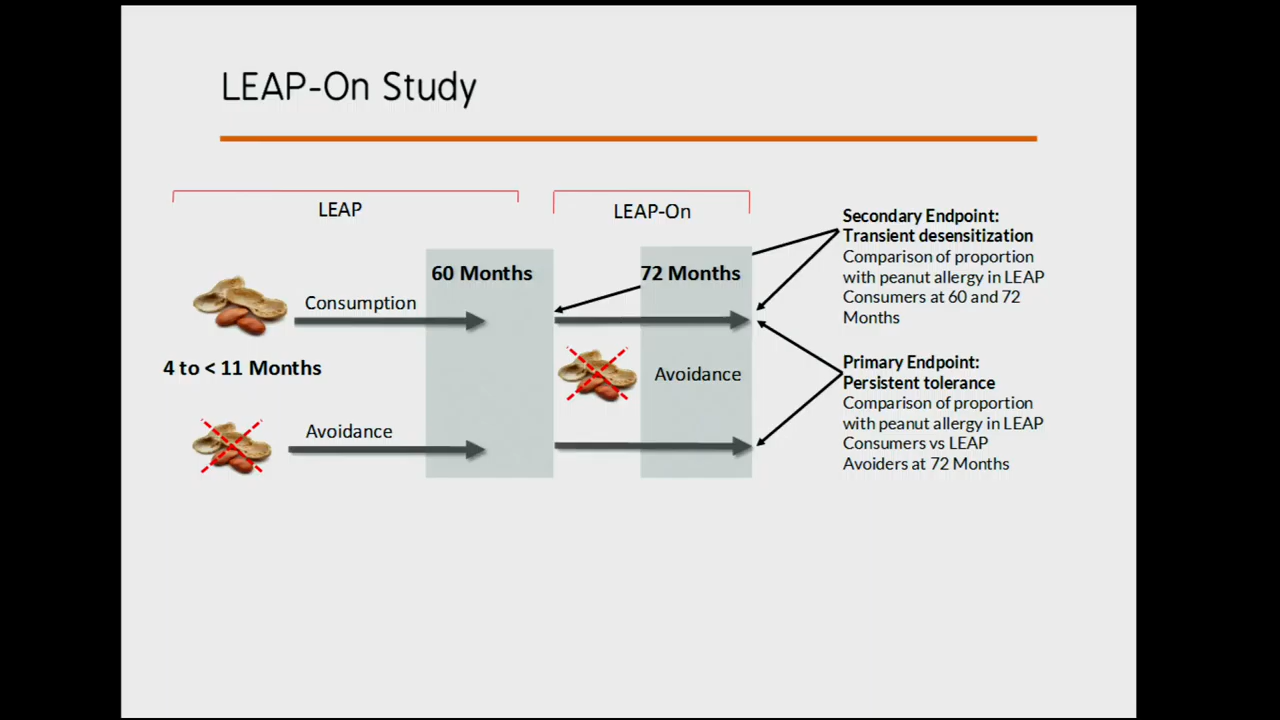 LEAP-On Study
LEAP
LEAP-On
60 Months
72 Months
Consumption
4 to < 11 Months
Avoidance
Avoidance
Secondary Endpoint:
Transient desensitization
Comparison of proportion
with peanut allergy in LEAP
Consumers at 60 and 72
Months
Primary Endpoint:
Persistent tolerance
Comparison of proportion
with peanut allergy in LEAP
Consumers vs LEAP
Avoiders at 72 Months